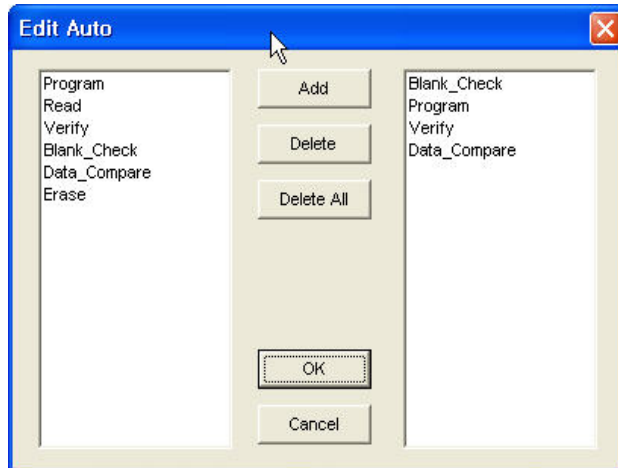 Edit Auto
Program
Read
Verify
Blank_Check
Data_Compare
Erase
Add
Delete
Delete All
OK
Cancel
Blank_Check
Program
Verify
Data_Compare